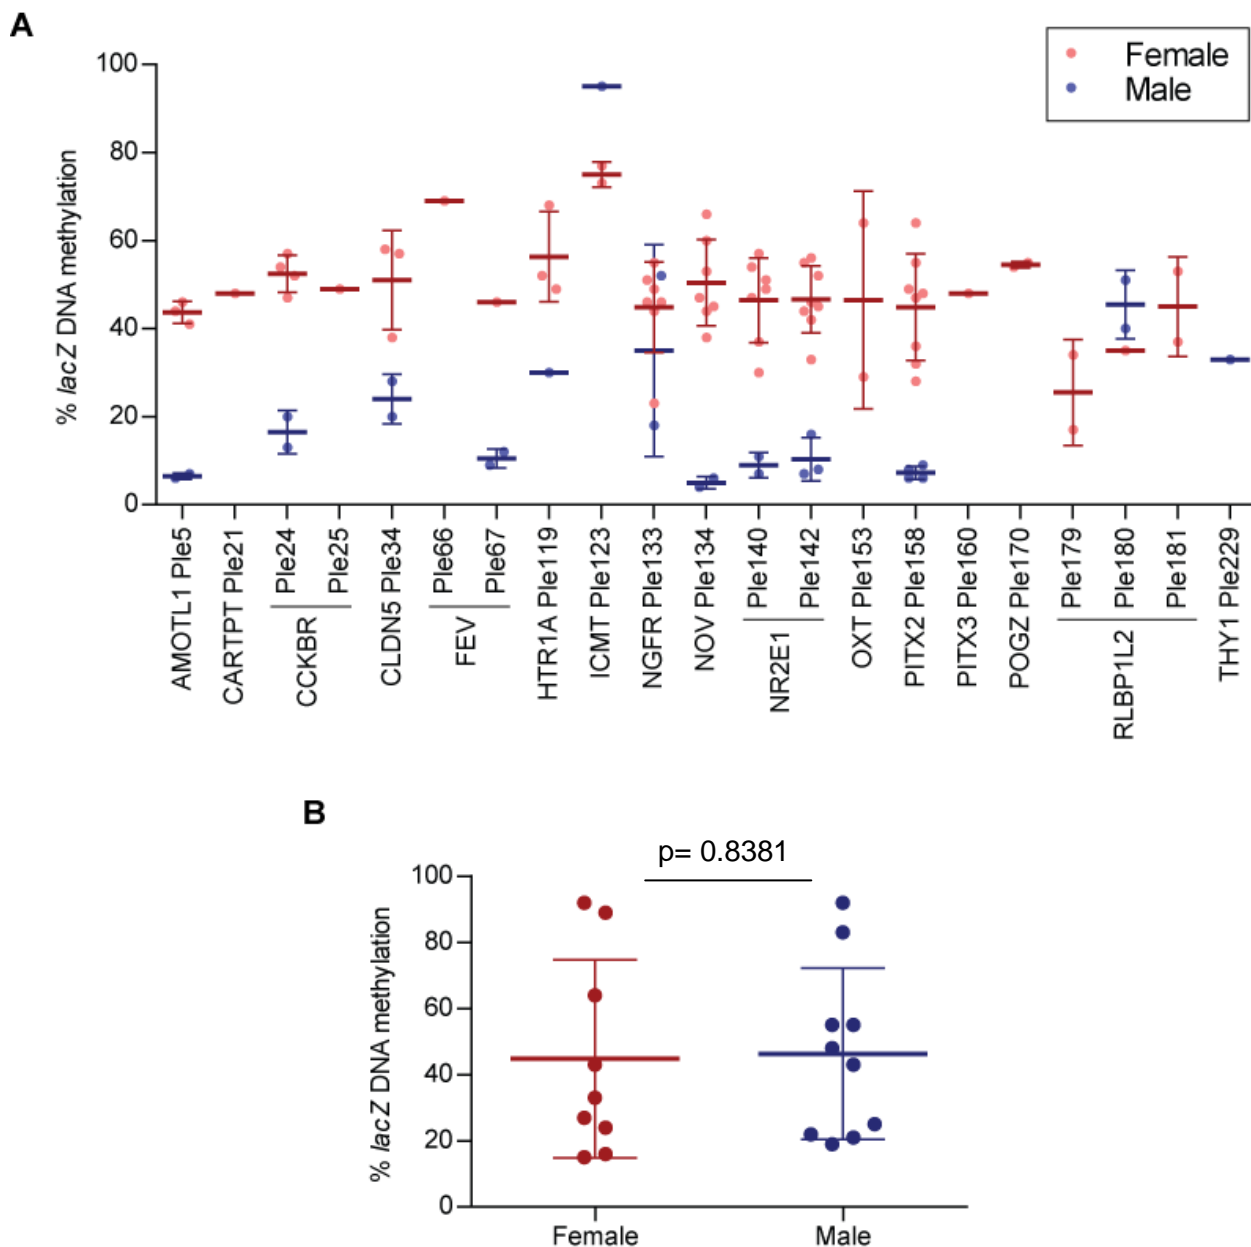 A
Female
Male
% lacZ DNA methylation
100
80
60
40
20
0
AMOTL1 Ple5
CARTPT Ple21
Ple24
Ple25
CCKBR
CLDN5 Ple34
Ple66
Ple67
FEV
HTR1A Ple119
ICMT Ple123
NGFR Ple133
NOV Ple134
Ple140
Ple142
NR2E1
OXT Ple153
PITX2 Ple158
PITX3 Ple160
POGZ Ple170
Ple179
Ple180
Ple181
RLBP1L2
THY1 Ple229
B
p= 0.8381
% lacZ DNA methylation
100
80
60
40
20
0
Female
Male